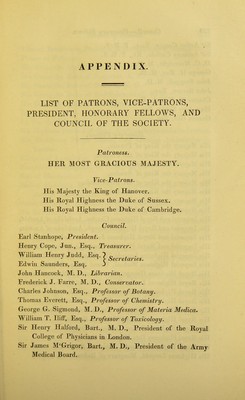 APPENDIX.
LIST OF PATRONS, VICE-PATRONS,
PRESIDENT, HONORARY FELLOWS, AND
COUNCIL OF THE SOCIETY.
Patroness.
HER MOST GRACIOUS MAJESTY.
Vice-Patrons.
His Majesty the King of Hanover.
His Royal Highness the Duke of Sussex.
His Royal Highness the Duke of Cambridge.
Council.
Earl Stanhope, President.
Henry Cope, Jun., Esq., Treasurer.
William Henry Judd, Esq. } Secretaries.
Edwin Saunders, Esq.
John Hancock, M. D., Librarian.
Frederick J. Farre, M. D., Conservator.
Charles Johnson, Esq., Professor of Botany.
Thomas Everett, Esq., Professor of Chemistry.
George G. Sigmond, M. D., Professor of Materia Medica.
William T. Iliff, Esq., Professor of Toxicology.
Sir Henry Halford, Bart., M. D., President of the Royal
College of Physicians in London.
Sir James M'Grigor, Bart., M. D., President of the Army
Medical Board.